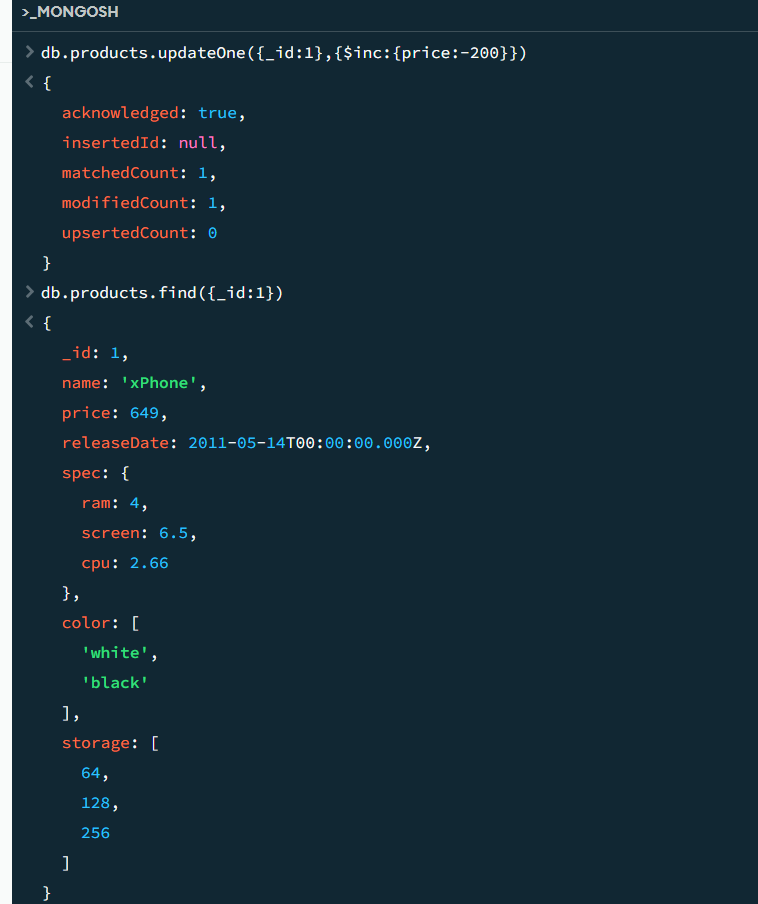 >_MONGOSH
> db.products.updateOne({_id:1},{$inc:{price:-200}})
< {
acknowledged: true,
insertedId: null,
matchedCount: 1,
modifiedCount: 1,
upsertedCount: 0
}
> db.products.find({_id:1})
< {
_id: 1,
name: 'xPhone',
price: 649,
releaseDate: 2011-05-14T00:00:00.000Z,
spec: {
ram: 4,
screen: 6.5,
cpu: 2.66
},
color: [
'white',
'black'
],
storage: [
64,
128,
256
]
}